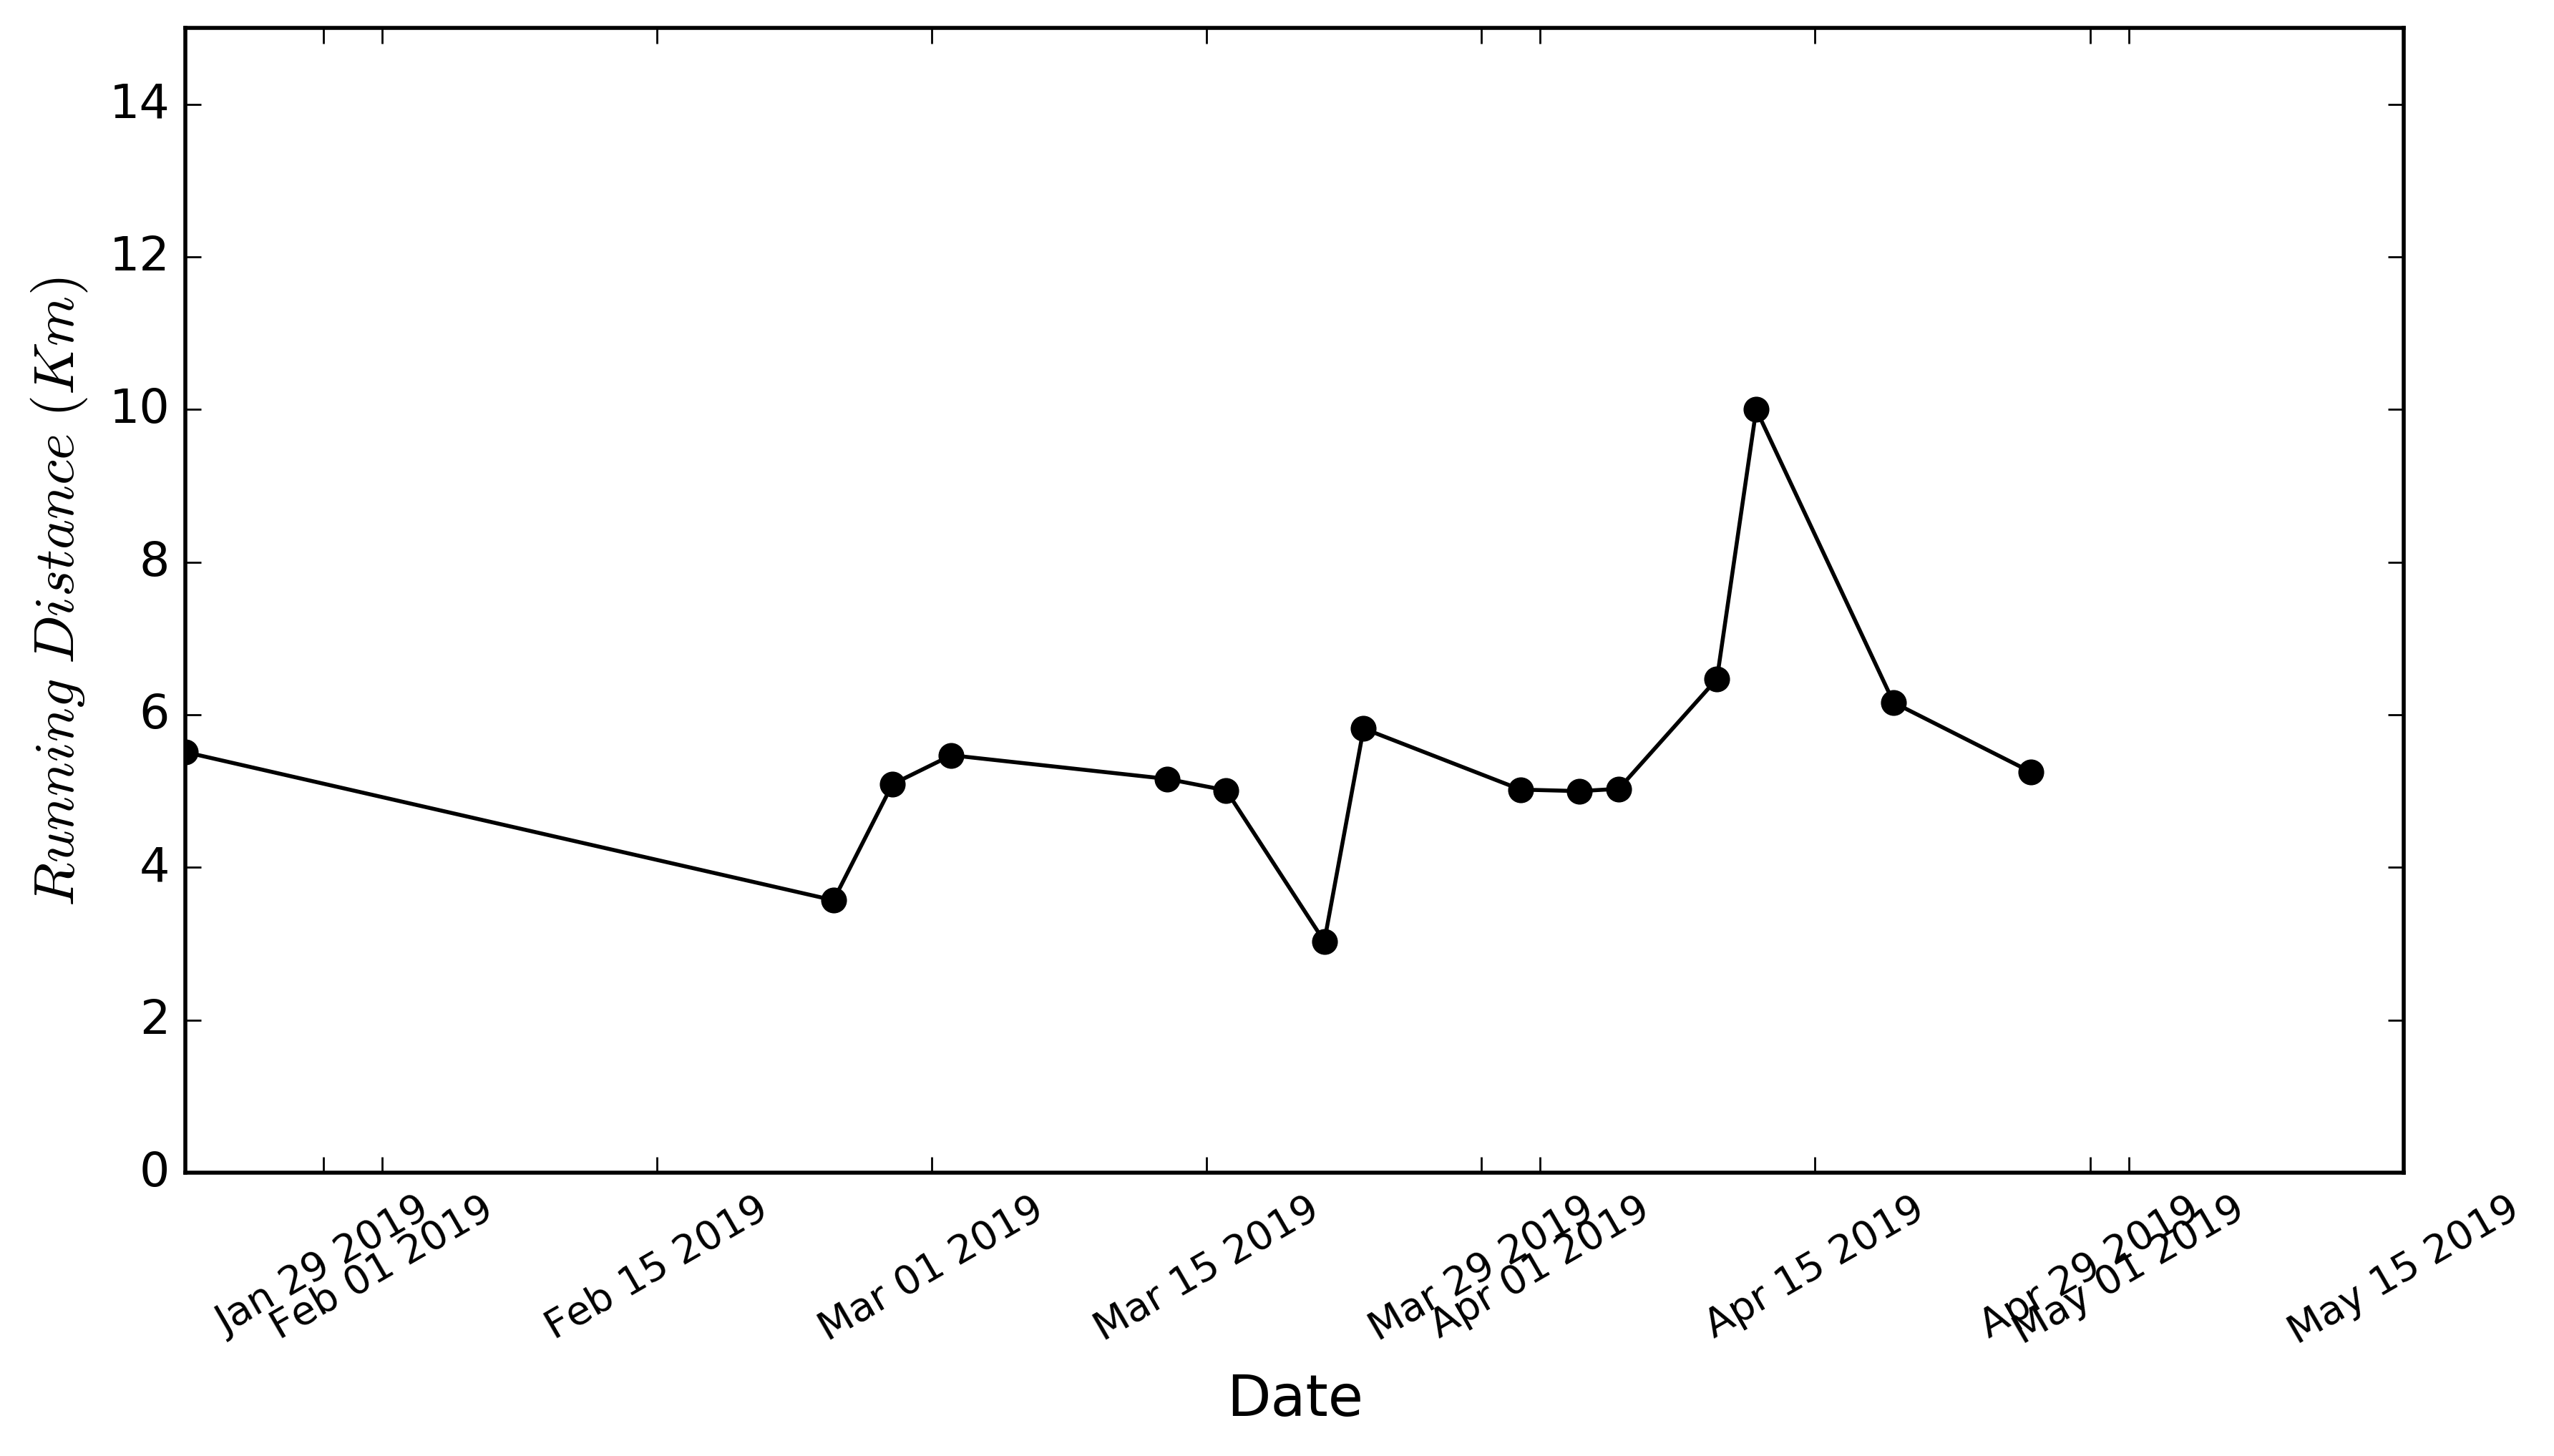 Running Distance (Km)
14
12
10
8
6
4
2
0
Jan 29 2019
Feb 01 2019
Feb 15 2019
Mar 01 2019
Mar 15 2019
Mar 29 2019
Apr 01 2019
Apr 15 2019
Apr 29 2019
May 01 2019
May 15 2019
Date